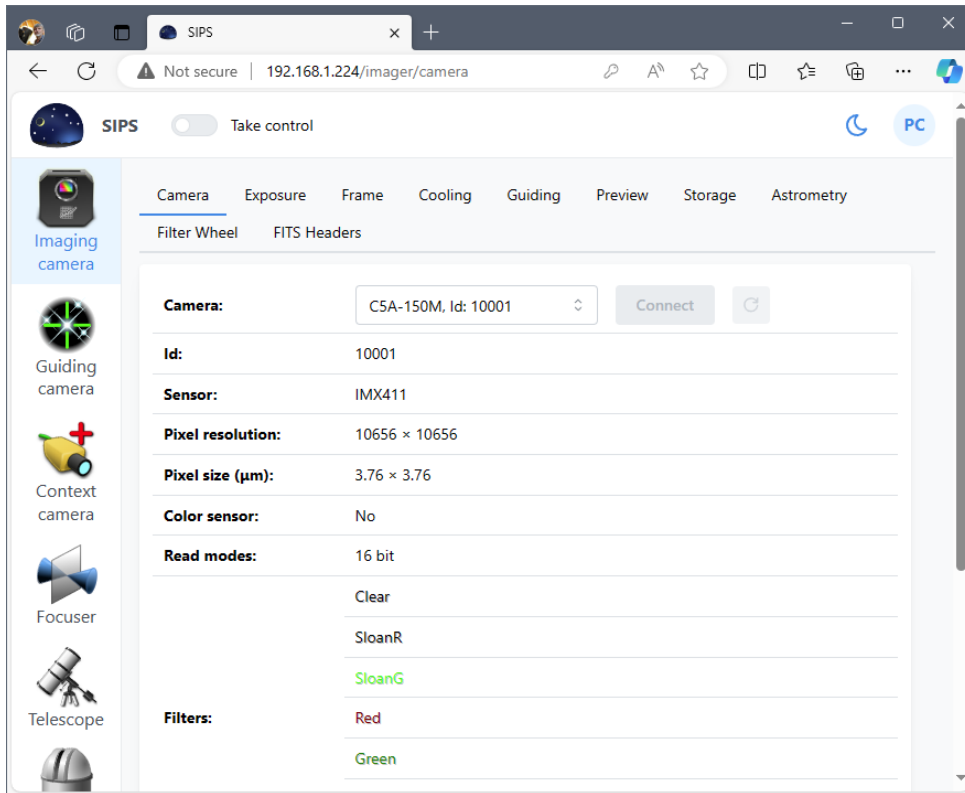 SIPS
Not secure 192.168.1.224/imager/camera
SIPS Take control PC
Imaging camera
Guiding camera
Context camera
Focuser
Telescope
Camera Exposure Frame Cooling Guiding Preview Storage Astrometry
Filter Wheel FITS Headers
Camera: C5A-150M, Id: 10001 Connect
Id: 10001
Sensor: IMX411
Pixel resolution: 10656 × 10656
Pixel size (μm): 3.76 × 3.76
Color sensor: No
Read modes: 16 bit
Filters:
Clear
SloanR
SloanG
Red
Green